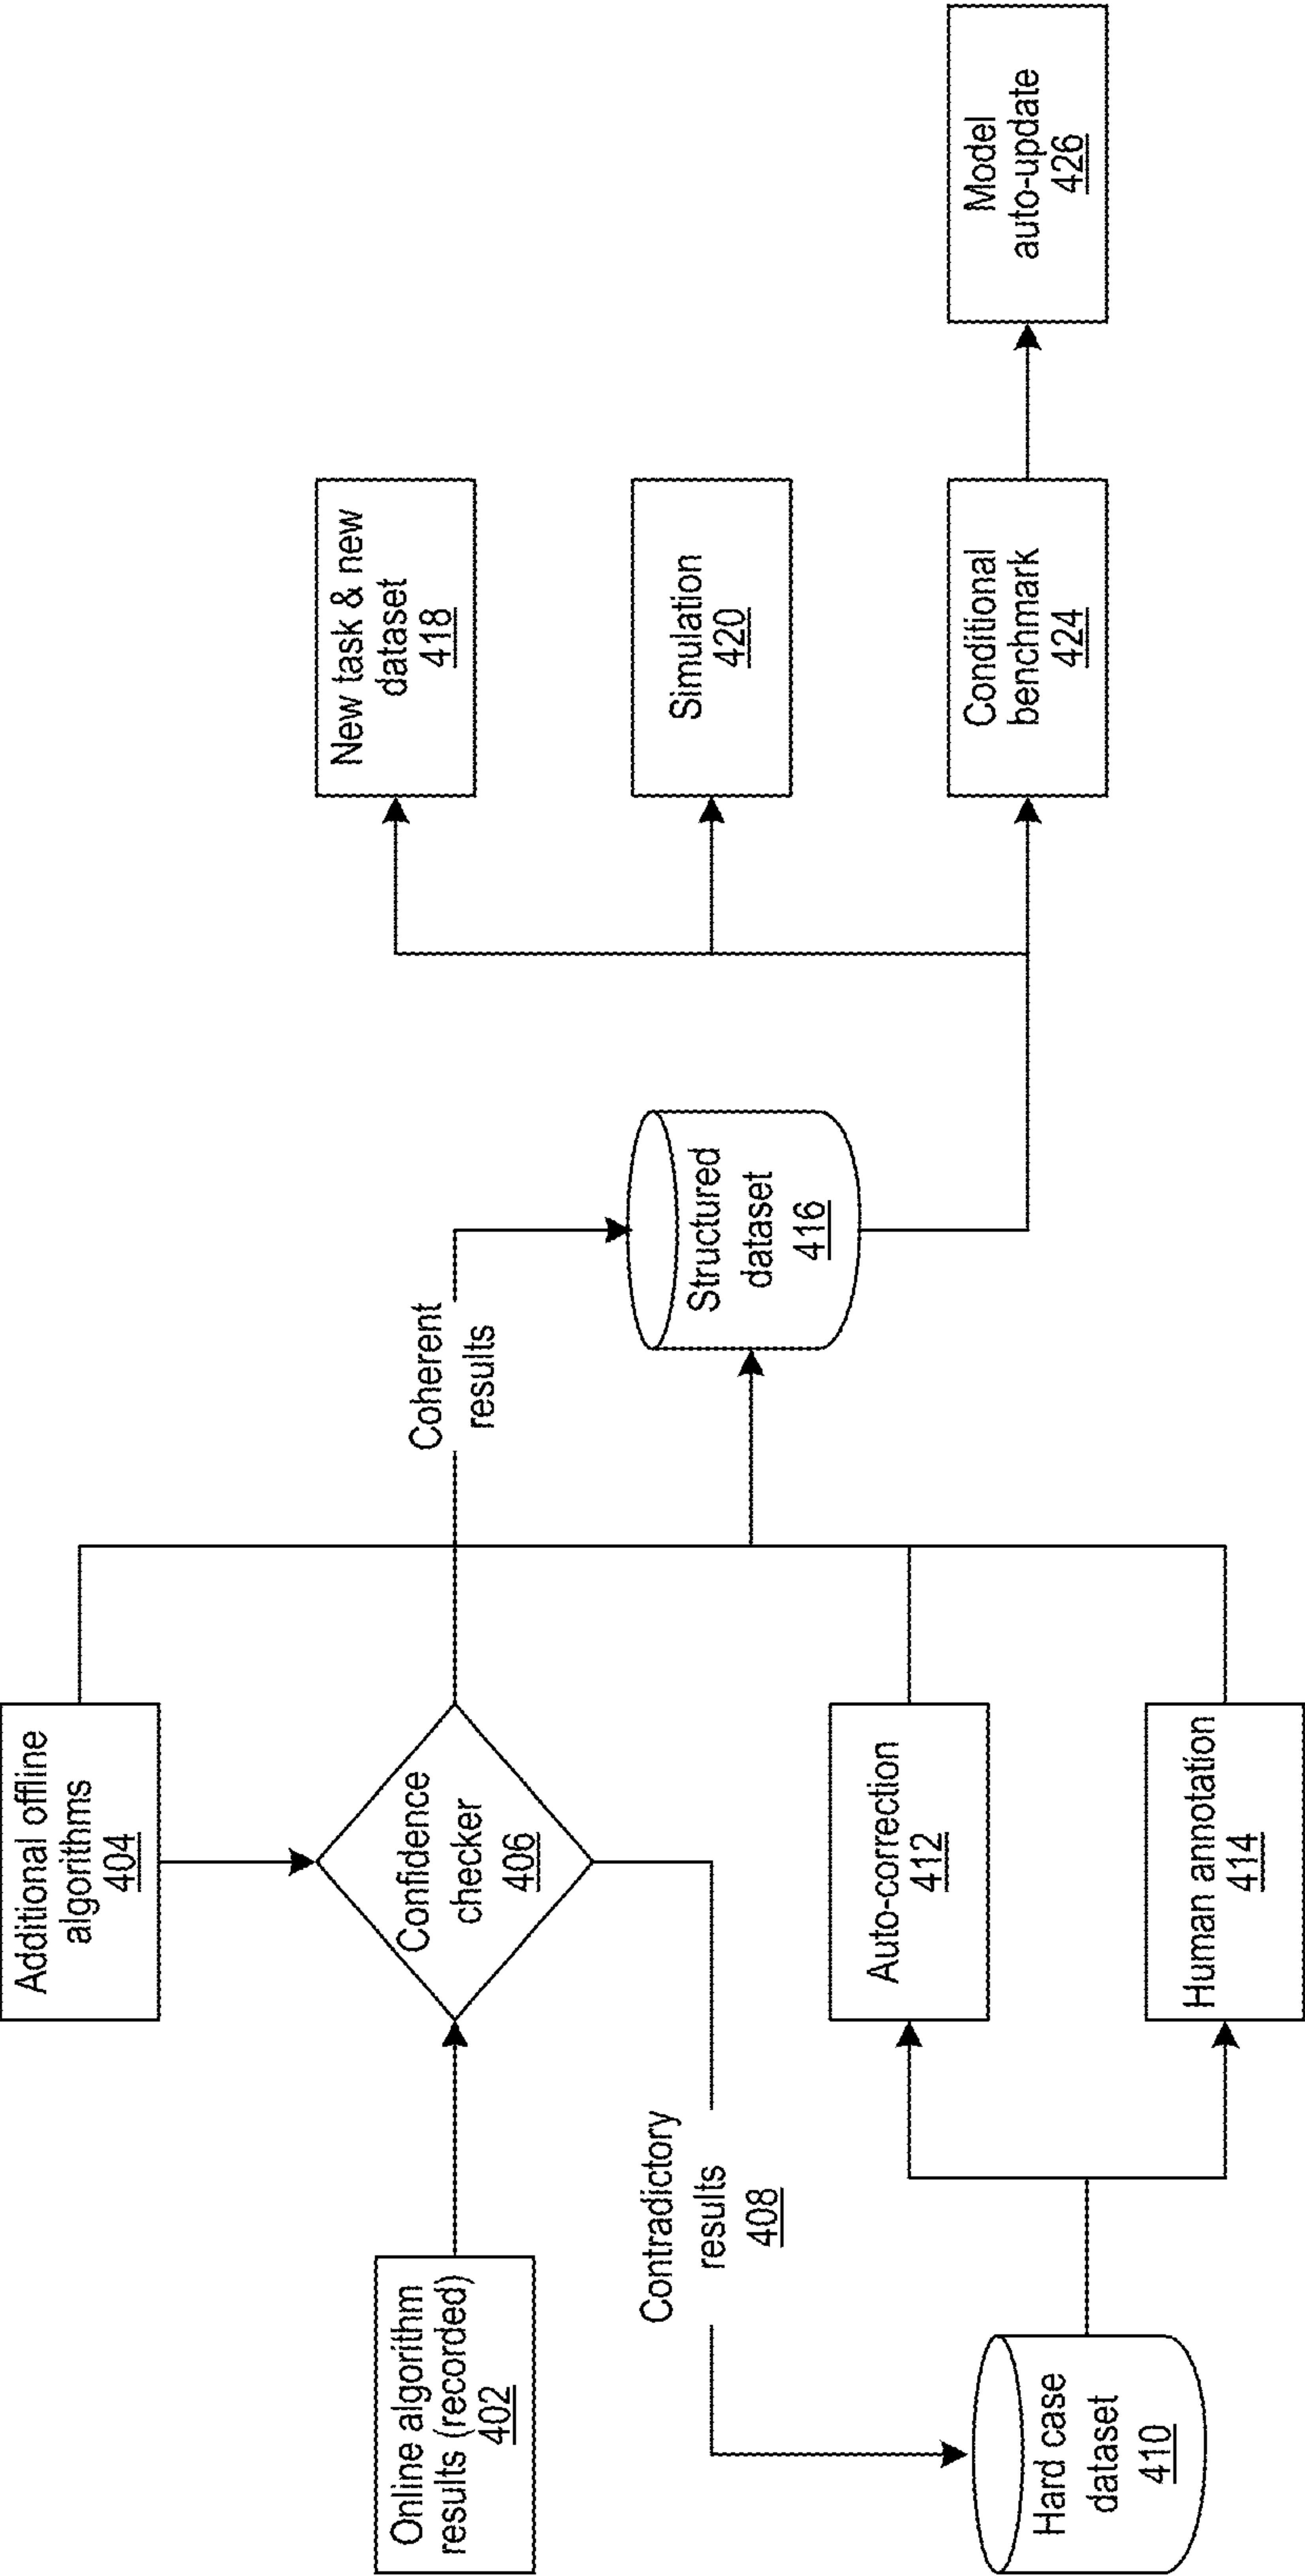 Additional offline
algorithms
404
Online algorithm
results (recorded)
402
Confidence
checker
406
Coherent
results
New task & new
dataset
418
Contradictory
results
408
Structured
dataset
416
Simulation
420
Hard case
dataset
410
Auto-correction
412
Human annotation
414
Conditional
benchmark
424
Model
auto-update
426